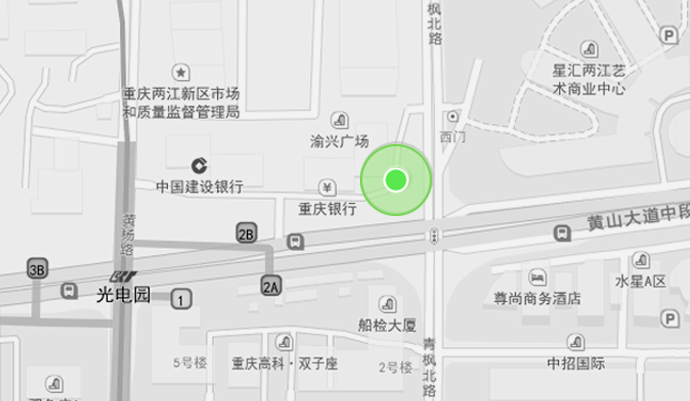 枫北路
P
星汇两江艺
术商业中心
重庆两江新区市场
和质量监督管理局
渝兴广场
西门
中国建设银行
¥
重庆银行
黄杨路
黄山大道中段
2B
3B
2A
光电园
1
水星A区
尊尚商务酒店
P
船检大厦
青枫北路
5号楼
重庆高科·双子座
2号楼
中招国际